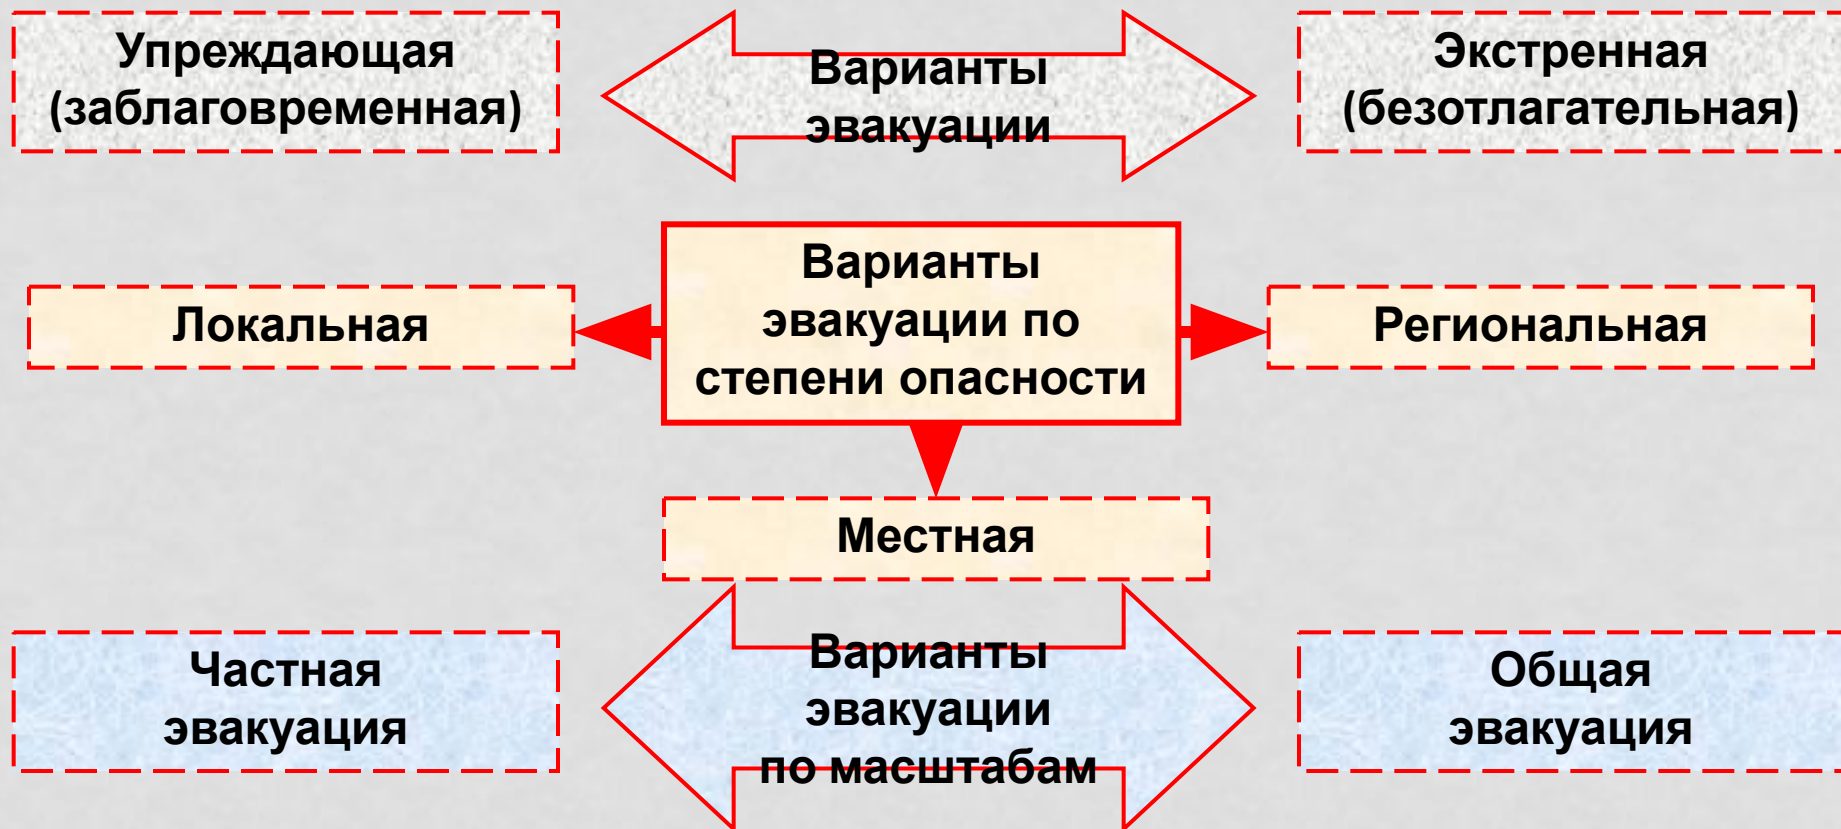 Упреждающая
(заблаговременная)
Варианты
эвакуации
Экстренная
(безотлагательная)
Варианты
эвакуации по
степени опасности
Локальная
Региональная
Местная
Частная
эвакуация
Варианты
эвакуации
по масштабам
Общая
эвакуация